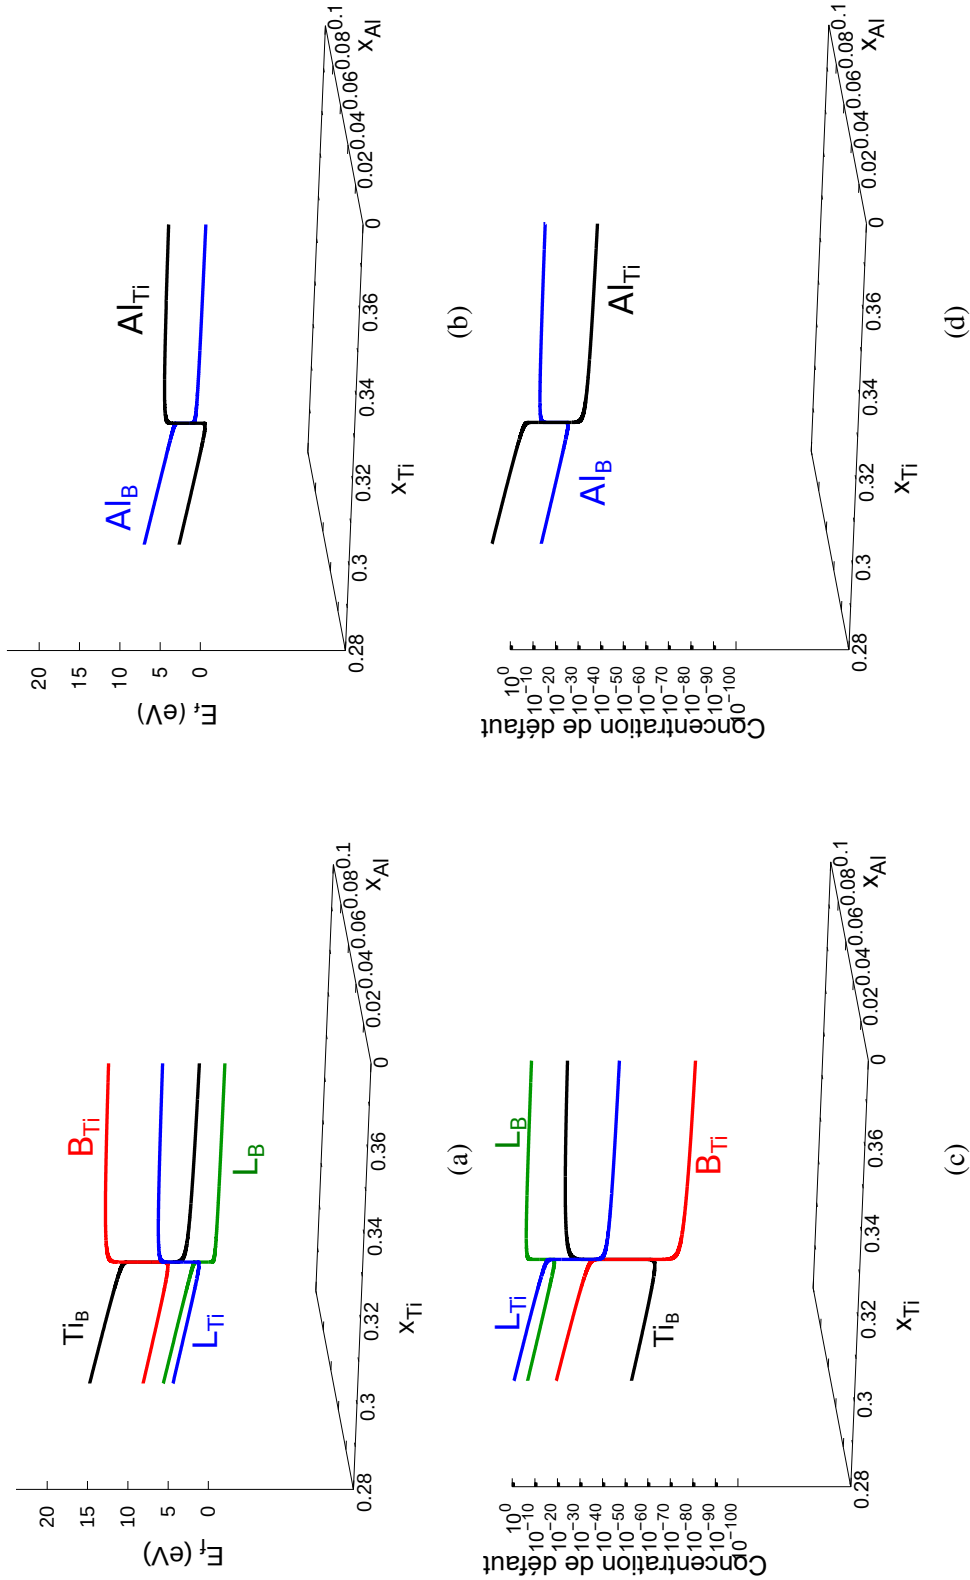 20
15
10
5
0
E_f (eV)
Ti_B
B_Ti
L_Ti
L_B
0.28
0.3
0.32
0.34
0.36
0
x_Ti
0.02
0.04
0.06
0.08
0.1
x_Al
(a)
20
15
10
5
0
E_f (eV)
Al_B
Al_Ti
0.28
0.3
0.32
0.34
0.36
0
x_Ti
0.02
0.04
0.06
0.08
0.1
x_Al
(b)
10^0
10^−10
10^−20
10^−30
10^−40
10^−50
10^−60
10^−70
10^−80
10^−90
10^−100
Concentration de défaut
L_Ti
L_B
Ti_B
B_Ti
0.28
0.3
0.32
0.34
0.36
0
x_Ti
0.02
0.04
0.06
0.08
0.1
x_Al
(c)
10^0
10^−10
10^−20
10^−30
10^−40
10^−50
10^−60
10^−70
10^−80
10^−90
10^−100
Concentration de défaut
Al_B
Al_Ti
0.28
0.3
0.32
0.34
0.36
0
x_Ti
0.02
0.04
0.06
0.08
0.1
x_Al
(d)